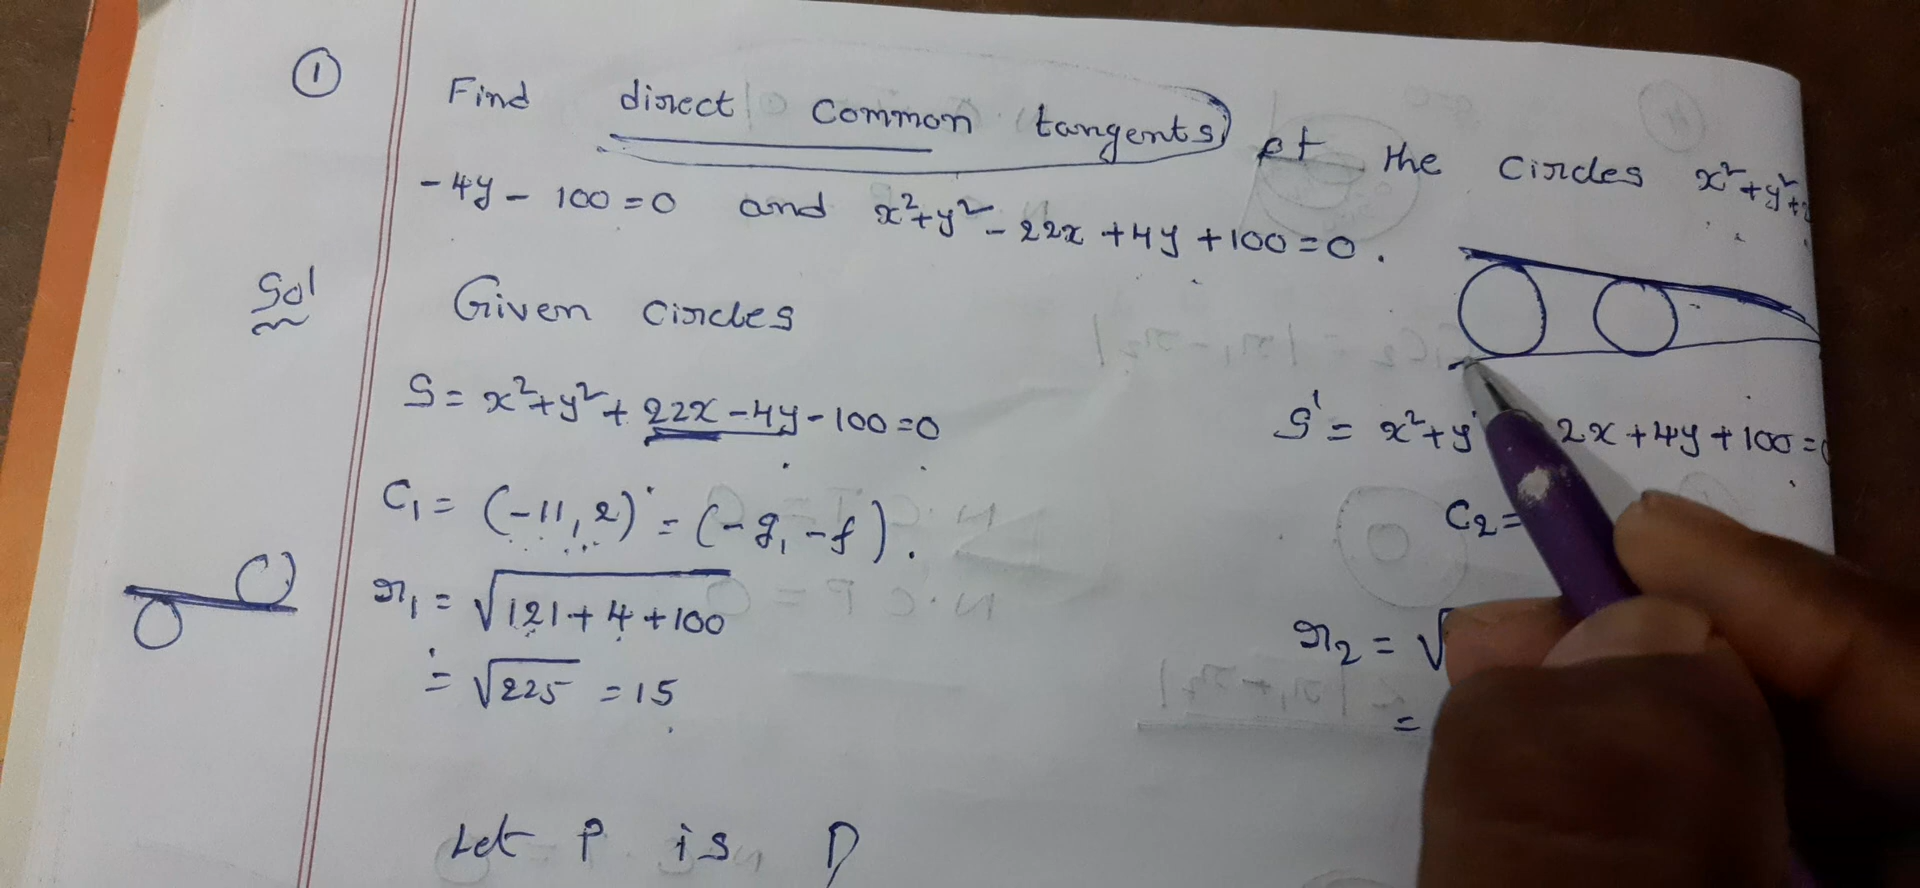 ①
Find direct common tangents of the circles x²+y²+2
-4y - 100 = 0 and x²+y² - 22x + 4y + 100 = 0.
Sol Given circles
S = x²+y²+ 22x - 4y - 100 = 0
S' = x²+y 2x + 4y + 100 =
C₁ = (-11, 2) = (-g, -f).
C₂ =
r₁ = √121 + 4 + 100
r₂ = √
= √225 = 15
=
Let P is D